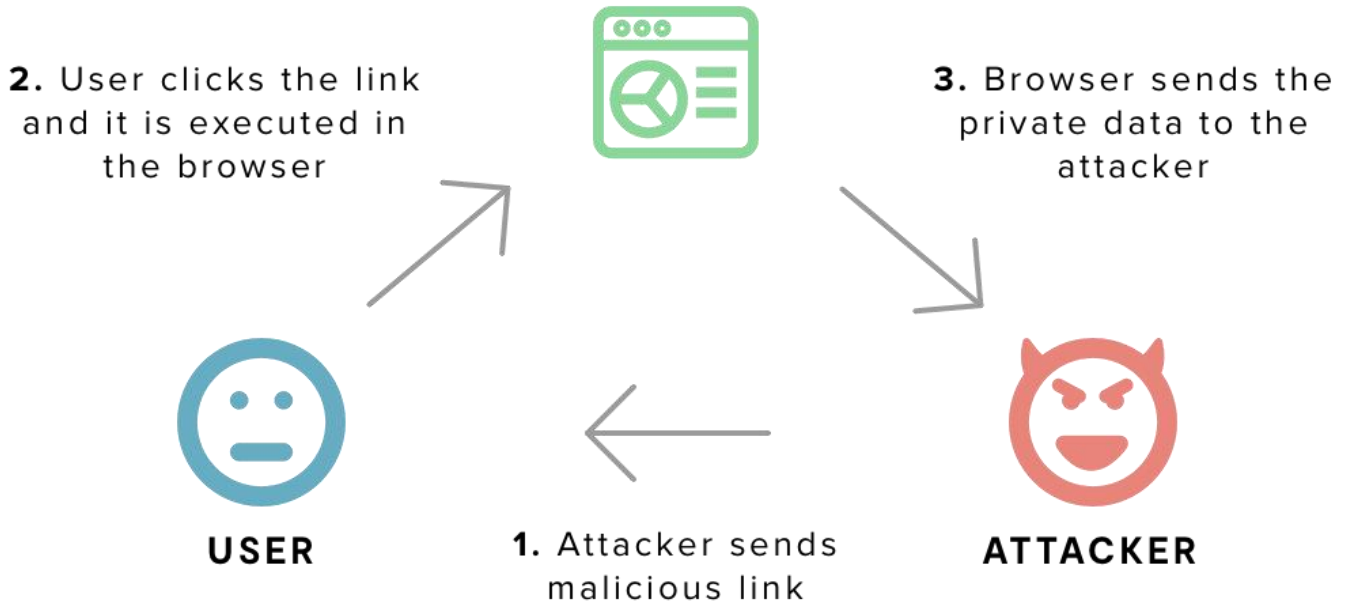 2. User clicks the link
and it is executed in
the browser
3. Browser sends the
private data to the
attacker
USER
1. Attacker sends
malicious link
ATTACKER